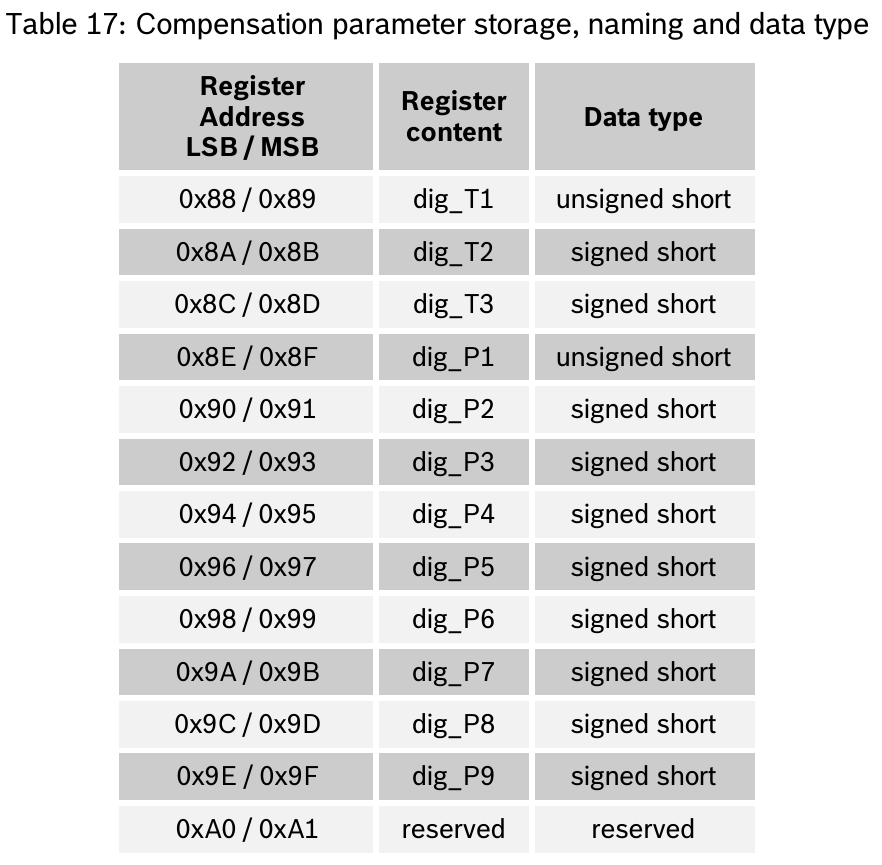 Table 17: Compensation parameter storage, naming and data type
Register Address LSB / MSB Register content Data type
0x88 / 0x89 dig_T1 unsigned short
0x8A / 0x8B dig_T2 signed short
0x8C / 0x8D dig_T3 signed short
0x8E / 0x8F dig_P1 unsigned short
0x90 / 0x91 dig_P2 signed short
0x92 / 0x93 dig_P3 signed short
0x94 / 0x95 dig_P4 signed short
0x96 / 0x97 dig_P5 signed short
0x98 / 0x99 dig_P6 signed short
0x9A / 0x9B dig_P7 signed short
0x9C / 0x9D dig_P8 signed short
0x9E / 0x9F dig_P9 signed short
0xA0 / 0xA1 reserved reserved